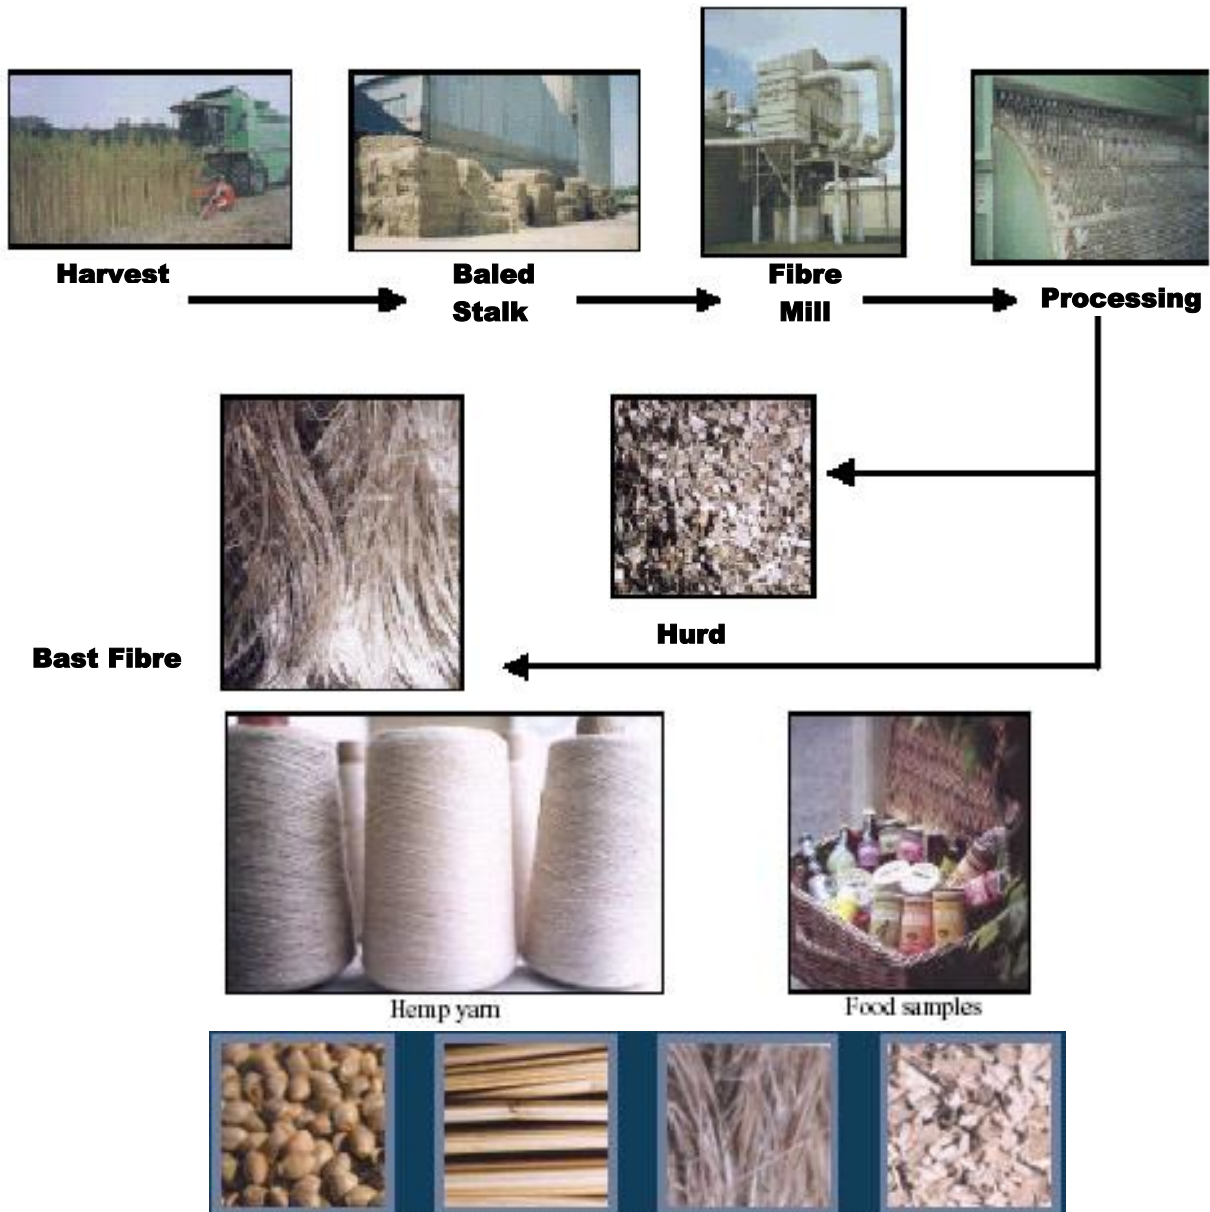 Harvest
Baled
Stalk
Fibre
Mill
Processing
Hurd
Bast Fibre
Hemp yarn
Food samples